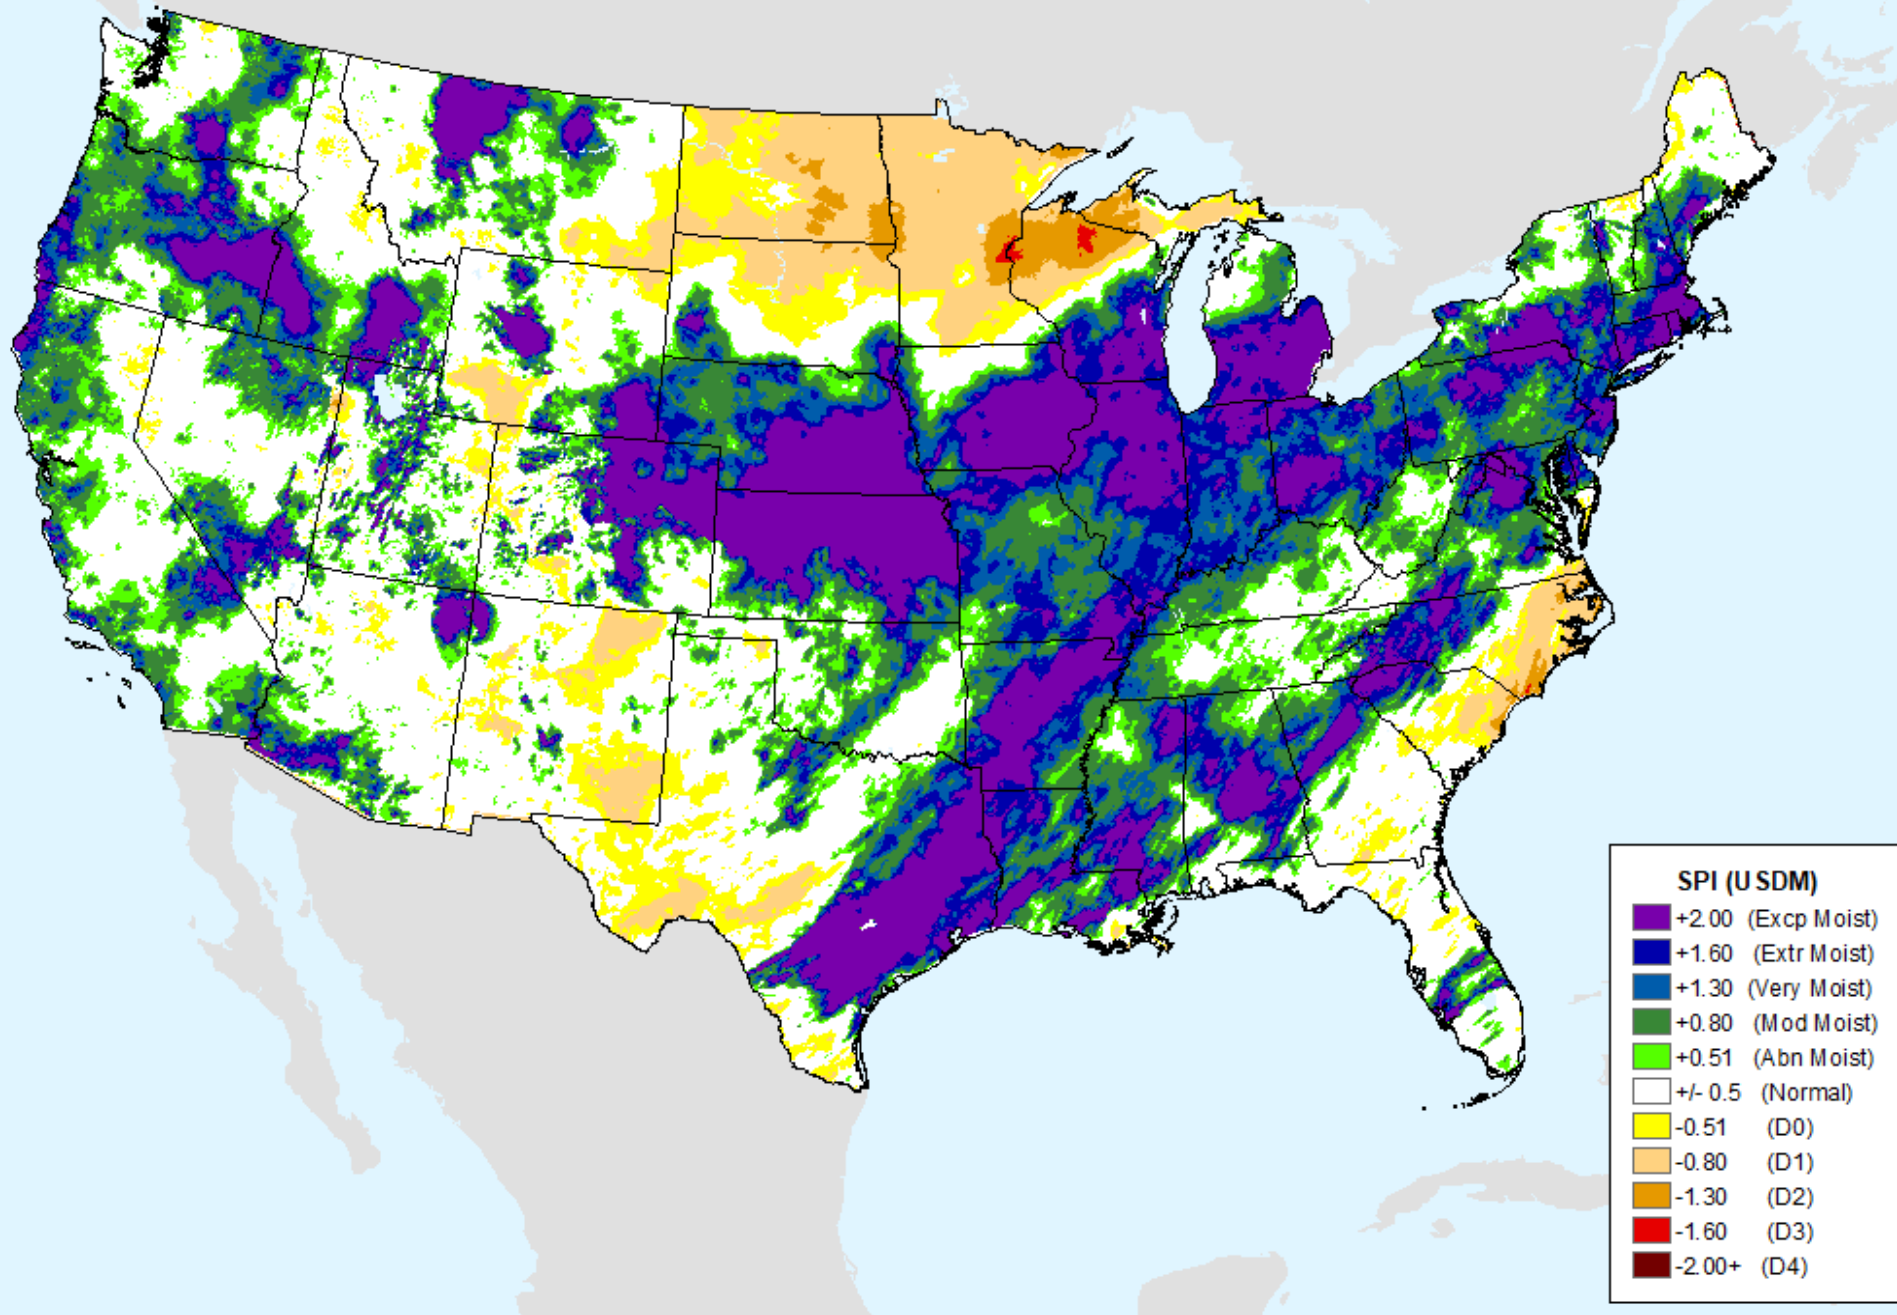 SPI (USDM)
+2.00 (Excp Moist)
+1.60 (Extr Moist)
+1.30 (Very Moist)
+0.80 (Mod Moist)
+0.51 (Abn Moist)
+/- 0.5 (Normal)
-0.51 (D0)
-0.80 (D1)
-1.30 (D2)
-1.60 (D3)
-2.00+ (D4)